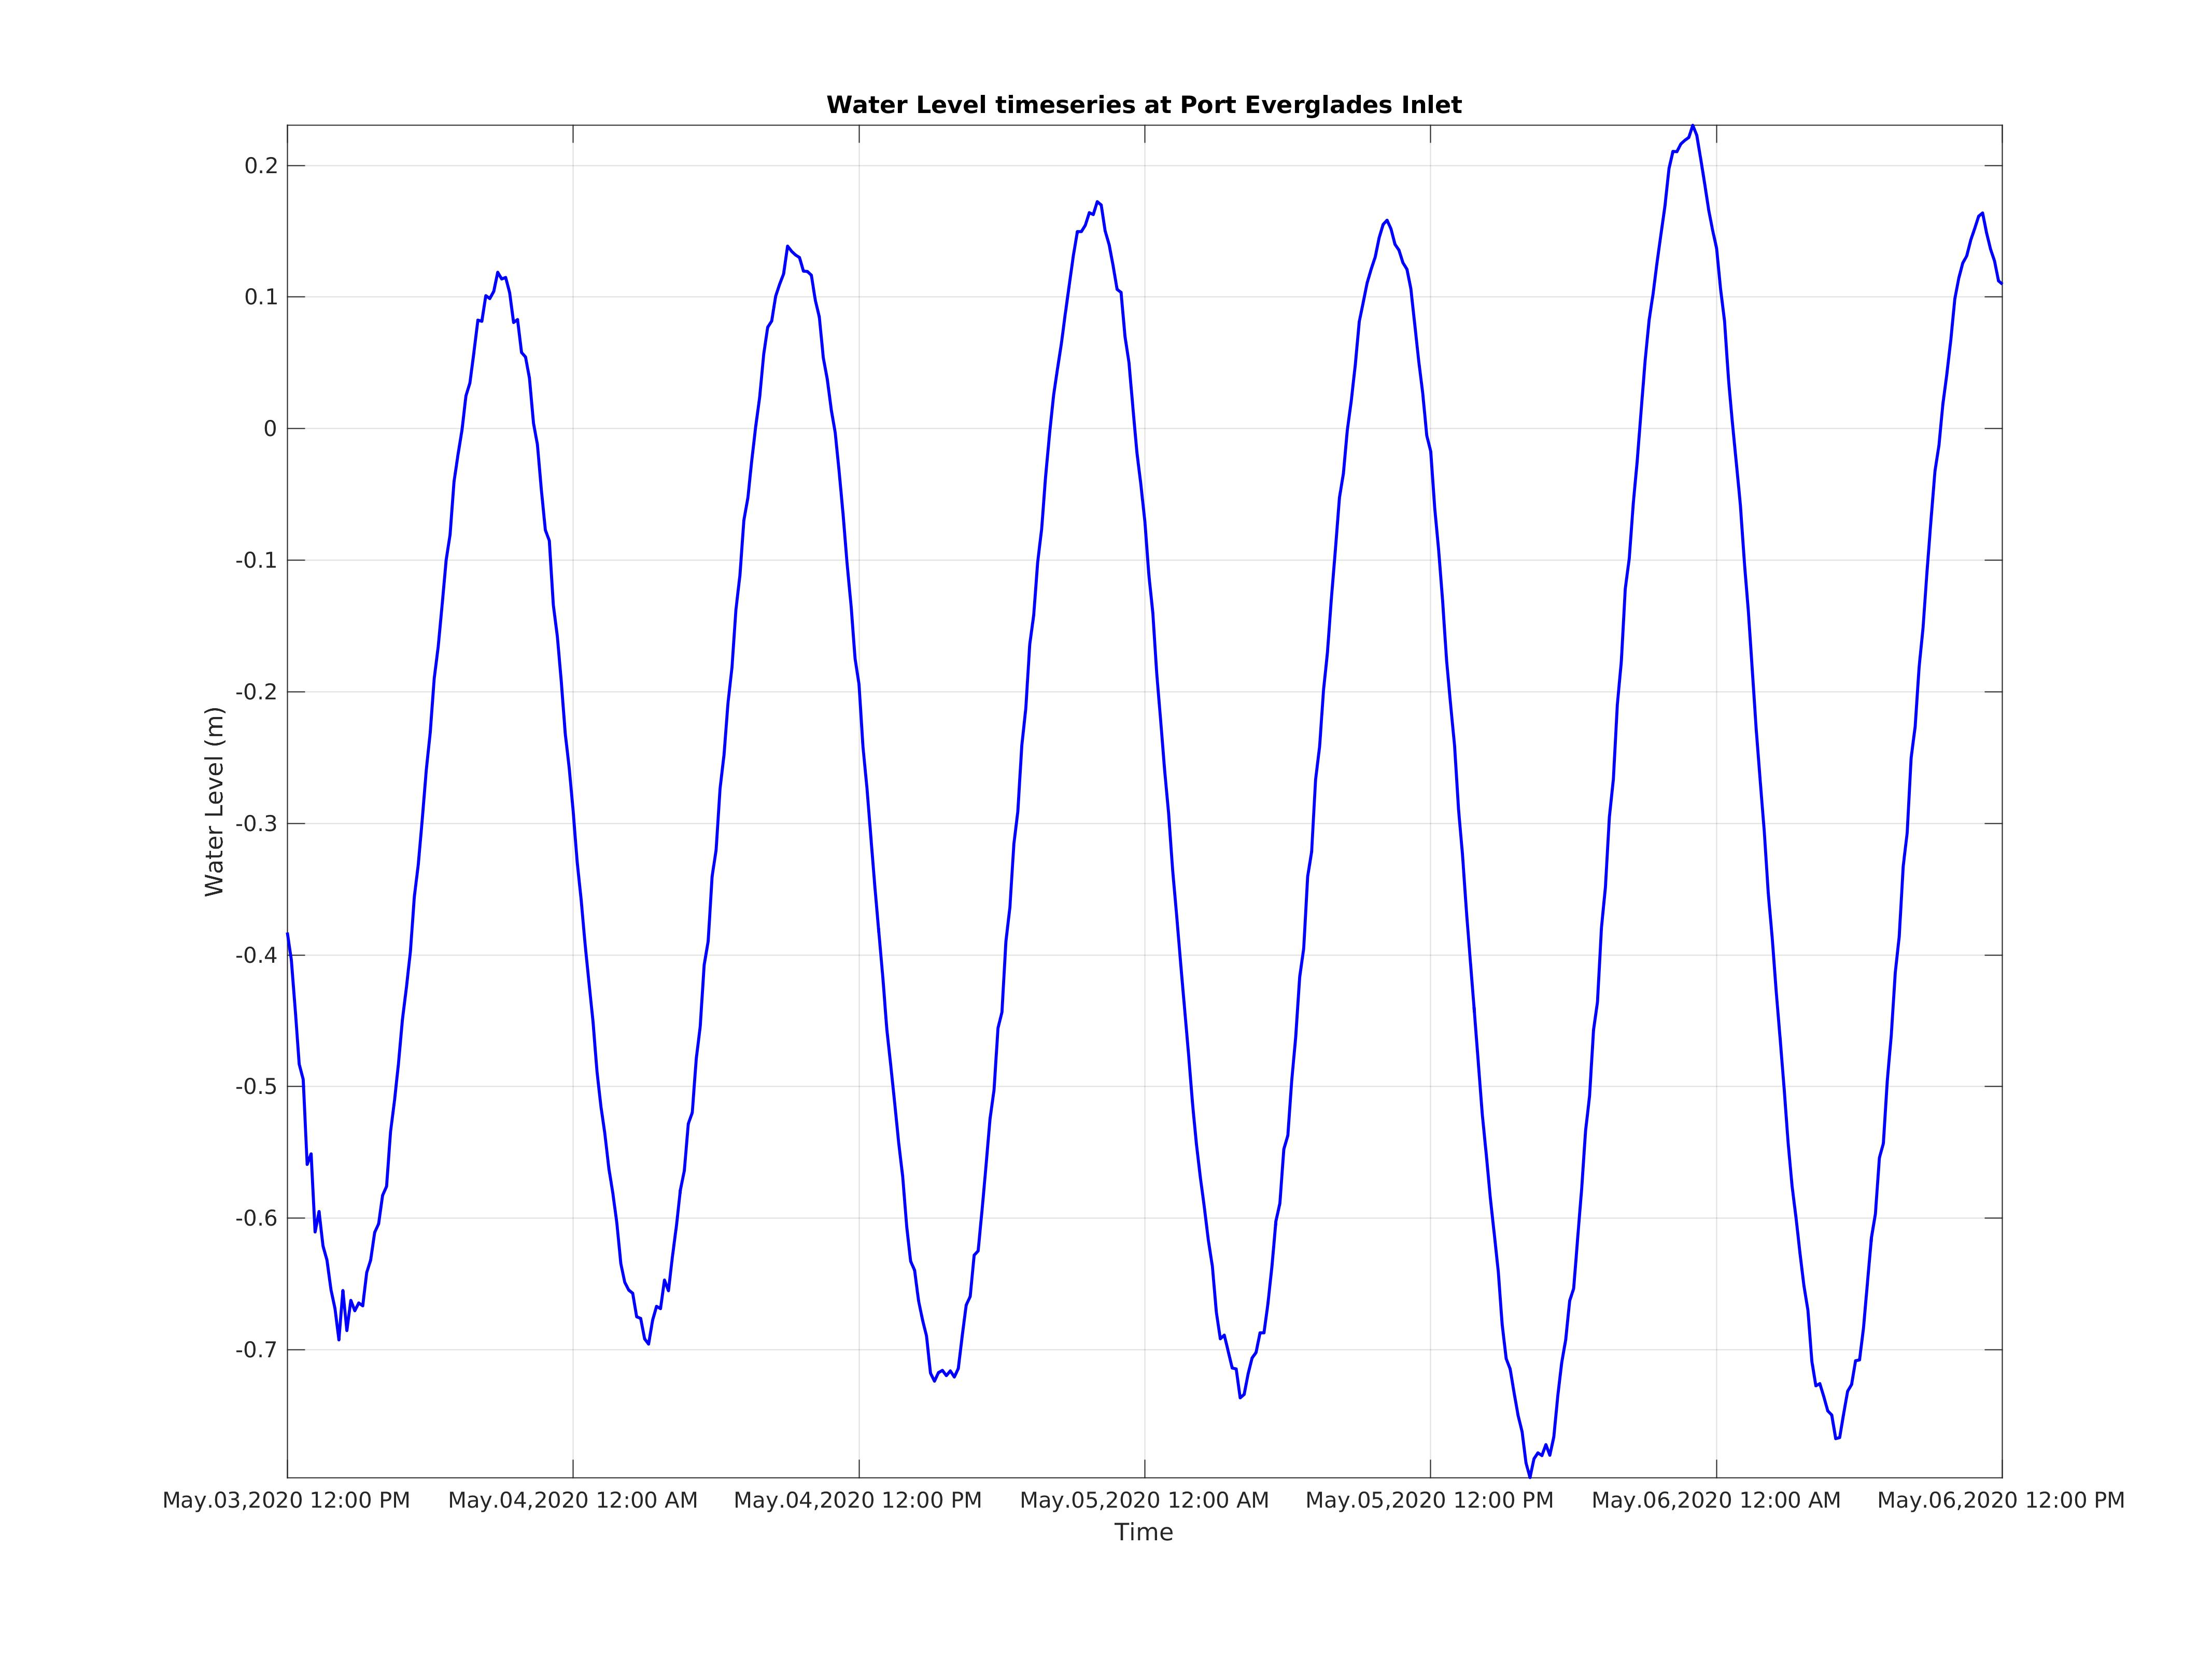 Water Level timeseries at Port Everglades Inlet
0.2
0.1
0
-0.1
-0.2
-0.3
-0.4
-0.5
-0.6
-0.7
Water Level (m)
May.03,2020 12:00 PM May.04,2020 12:00 AM May.04,2020 12:00 PM May.05,2020 12:00 AM May.05,2020 12:00 PM May.06,2020 12:00 AM May.06,2020 12:00 PM
Time